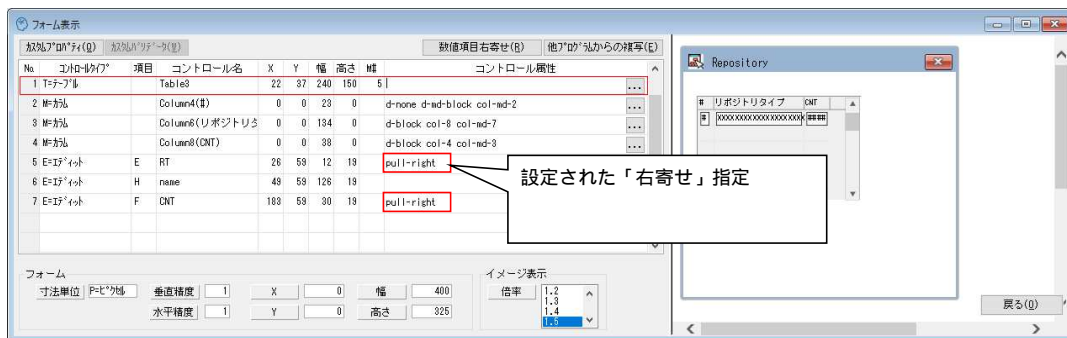 フォーム表示
ｶｽﾀﾑﾌﾟﾛﾊﾟﾃｨ(Q) ｶｽﾀﾑﾊﾞｿﾃﾞｰﾀ(W) 数値項目右寄せ(R) 他ﾌﾟﾛｸﾞﾗﾑからの複写(E)
No. ｺﾝﾄﾛｰﾙﾀｲﾌﾟ 項目 コントロール名 X Y 幅 高さ M# コントロール属性
1 T=ﾃｰﾌﾞﾙ Table3 22 37 240 150 5 ...
2 M=ｶﾗﾑ Column4(#) 0 0 23 0 d-none d-md-block col-md-2 ...
3 M=ｶﾗﾑ Column6(リポジトリタ 0 0 134 0 d-block col-8 col-md-7 ...
4 M=ｶﾗﾑ Column8(CNT) 0 0 38 0 d-block col-4 col-md-3 ...
5 E=ｴﾃﾞｨｯﾄ E RT 26 59 12 19 pull-right
6 E=ｴﾃﾞｨｯﾄ H name 49 59 126 19
7 E=ｴﾃﾞｨｯﾄ F CNT 183 59 30 19 pull-right
設定された「右寄せ」指定
フォーム
寸法単位 P=ﾋﾟｸｾﾙ 垂直精度 1 X 0 幅 400
水平精度 1 Y 0 高さ 325
イメージ表示
倍率 1.2
1.3
1.4
1.5
Repository
# リポジトリタイプ CNT
# XXXXXXXXXXXXXXXXXX ####
戻る(Q)